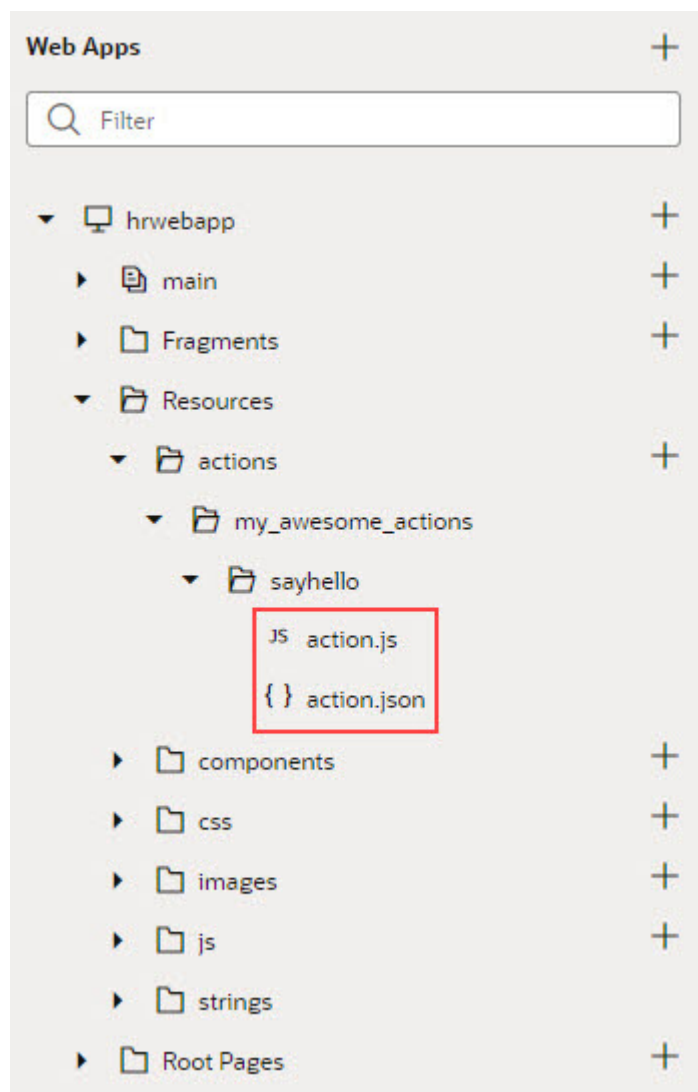 Web Apps
Filter
hrwebapp
main
Fragments
Resources
actions
my_awesome_actions
sayhello
JS action.js
{ } action.json
components
css
images
js
strings
Root Pages